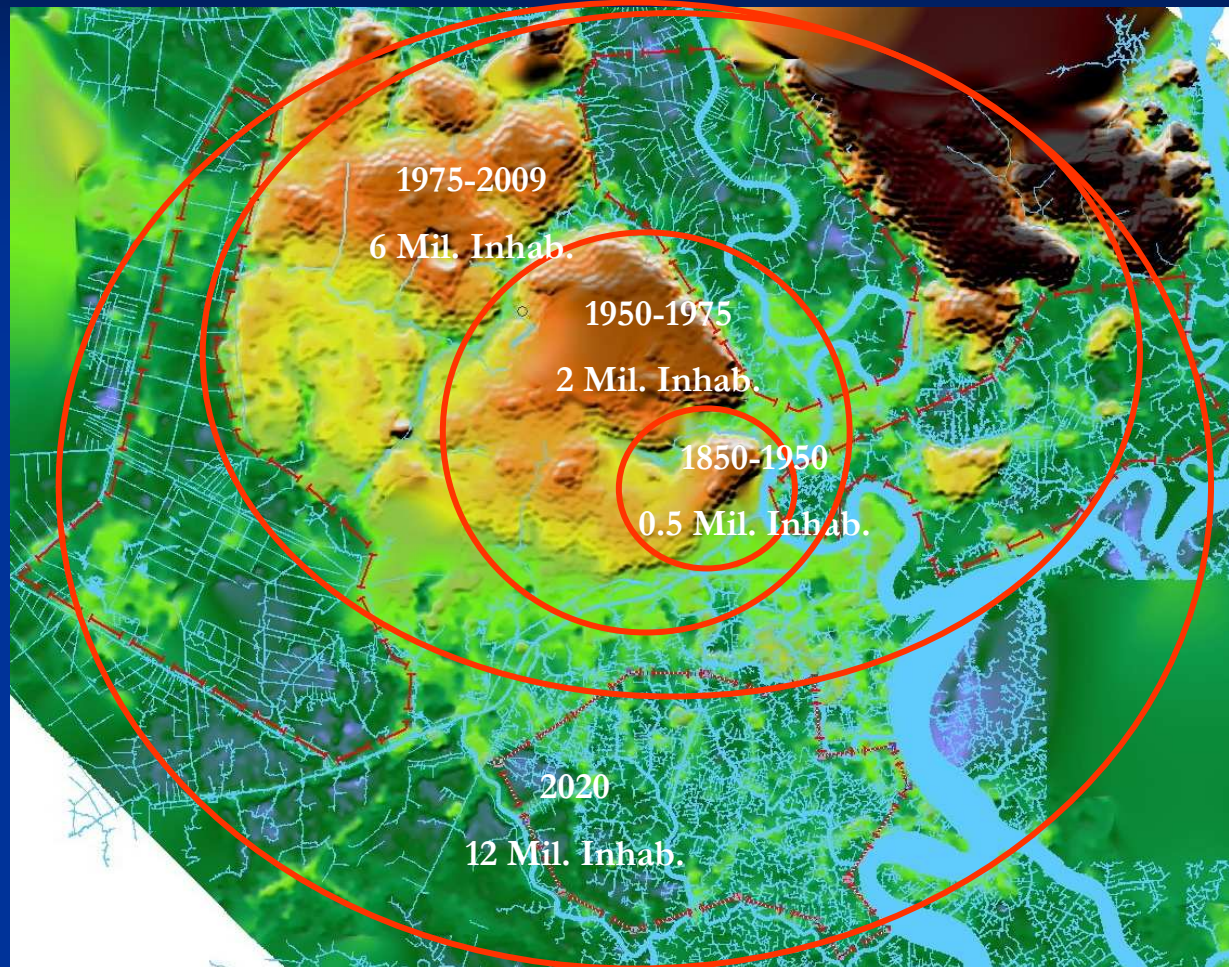 1975-2009
6 Mil. Inhab.
1950-1975
2 Mil. Inhab.
1850-1950
0.5 Mil. Inhab.
2020
12 Mil. Inhab.